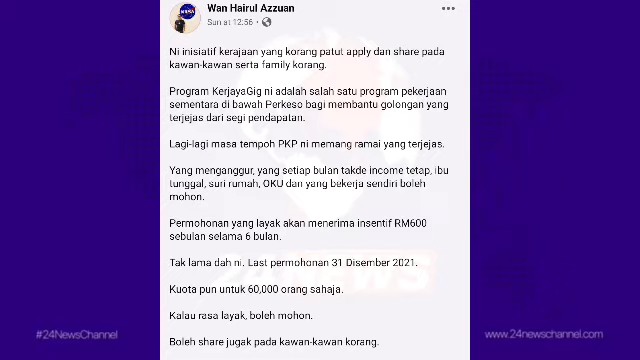 Wan Hairul Azzuan
Sun at 12:56 •
Ni inisiatif kerajaan yang korang patut apply dan share pada
kawan-kawan serta family korang.
Program KerjayaGig ni adalah salah satu program pekerjaan
sementara di bawah Perkeso bagi membantu golongan yang
terjejas dari segi pendapatan.
Lagi-lagi masa tempoh PKP ni memang ramai yang terjejas.
Yang menganggur, yang setiap bulan takde income tetap, ibu
tunggal, suri rumah, OKU dan yang bekerja sendiri boleh
mohon.
Permohonan yang layak akan menerima insentif RM600
sebulan selama 6 bulan.
Tak lama dah ni. Last permohonan 31 Disember 2021.
Kuota pun untuk 60,000 orang sahaja.
Kalau rasa layak, boleh mohon.
Boleh share jugak pada kawan-kawan korang.
#24NewsChannel
www.24newschannel.com
24NEWS